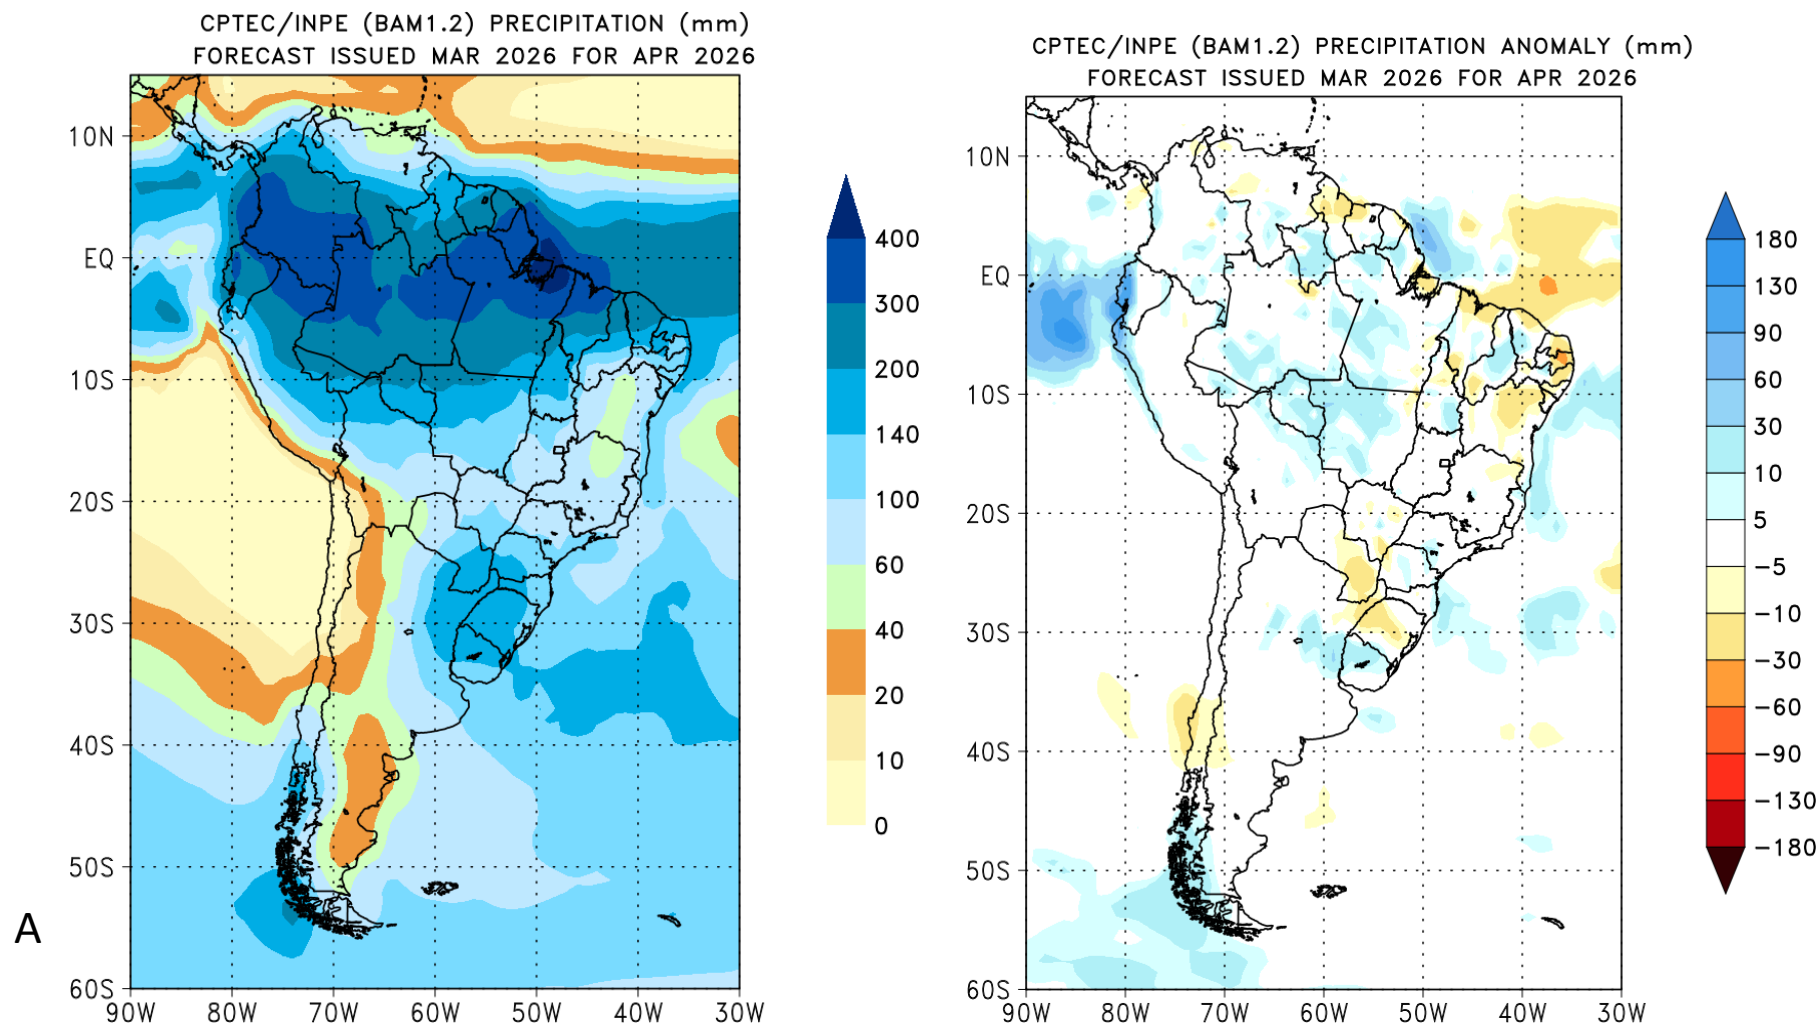 CPTEC/INPE (BAM1.2) PRECIPITATION (mm)
FORECAST ISSUED MAR 2026 FOR APR 2026
10N
EQ
10S
20S
30S
40S
50S
60S
90W 80W 70W 60W 50W 40W 30W
400
300
200
140
100
60
40
20
10
0
A
CPTEC/INPE (BAM1.2) PRECIPITATION ANOMALY (mm)
FORECAST ISSUED MAR 2026 FOR APR 2026
10N
EQ
10S
20S
30S
40S
50S
60S
90W 80W 70W 60W 50W 40W 30W
180
130
90
60
30
10
5
−5
−10
−30
−60
−90
−130
−180